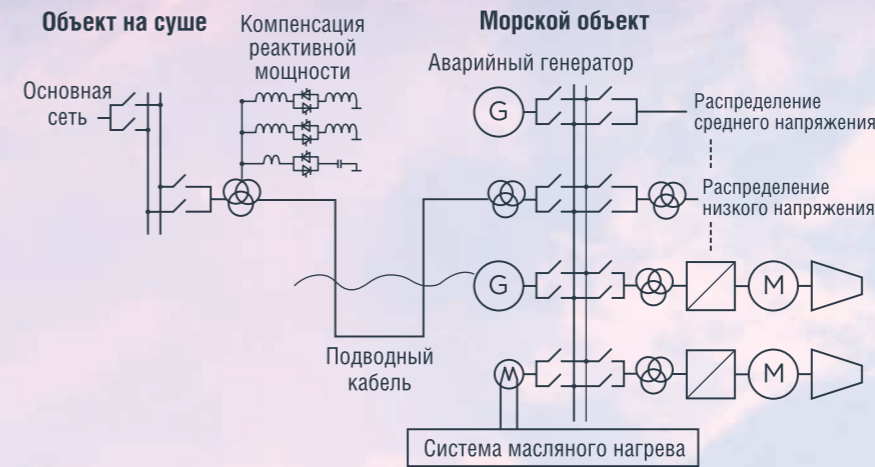 Объект на суше
Компенсация
реактивной
мощности
Морской объект
Аварийный генератор
Основная
сеть
G
Распределение
среднего напряжения
Распределение
низкого напряжения
G
M
Подводный
кабель
M
Система масляного нагрева